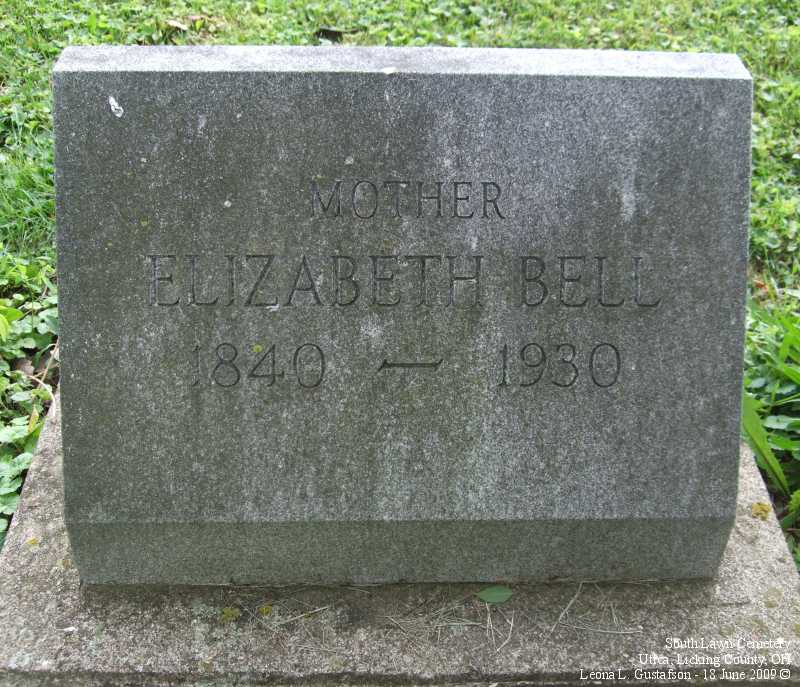 MOTHER
ELIZABETH BELL
1840 — 1930
South Lawn Cemetery
Utica, Licking County, OH
Leona L. Gustafson - 18 June 2009 ©